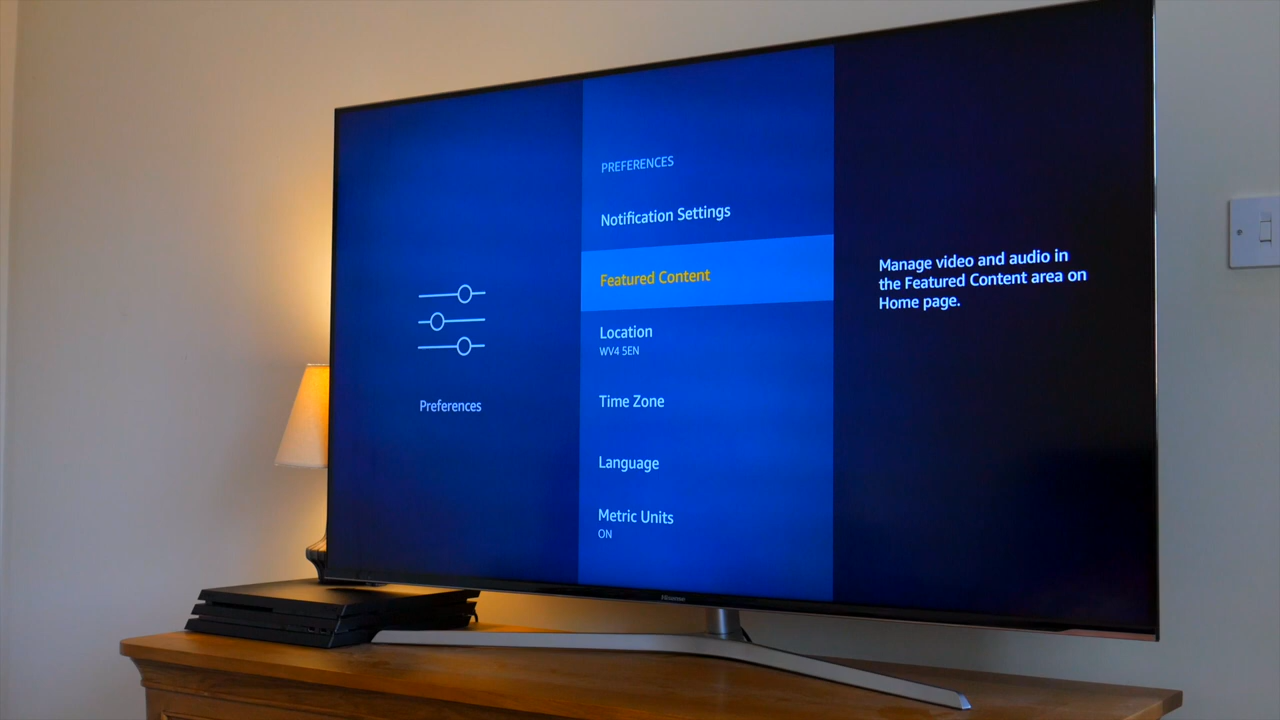 PREFERENCES
Notification Settings
Featured Content
Location
WV4 5EN
Time Zone
Language
Metric Units
ON
Preferences
Manage video and audio in
the Featured Content area on
Home page.
Hisense